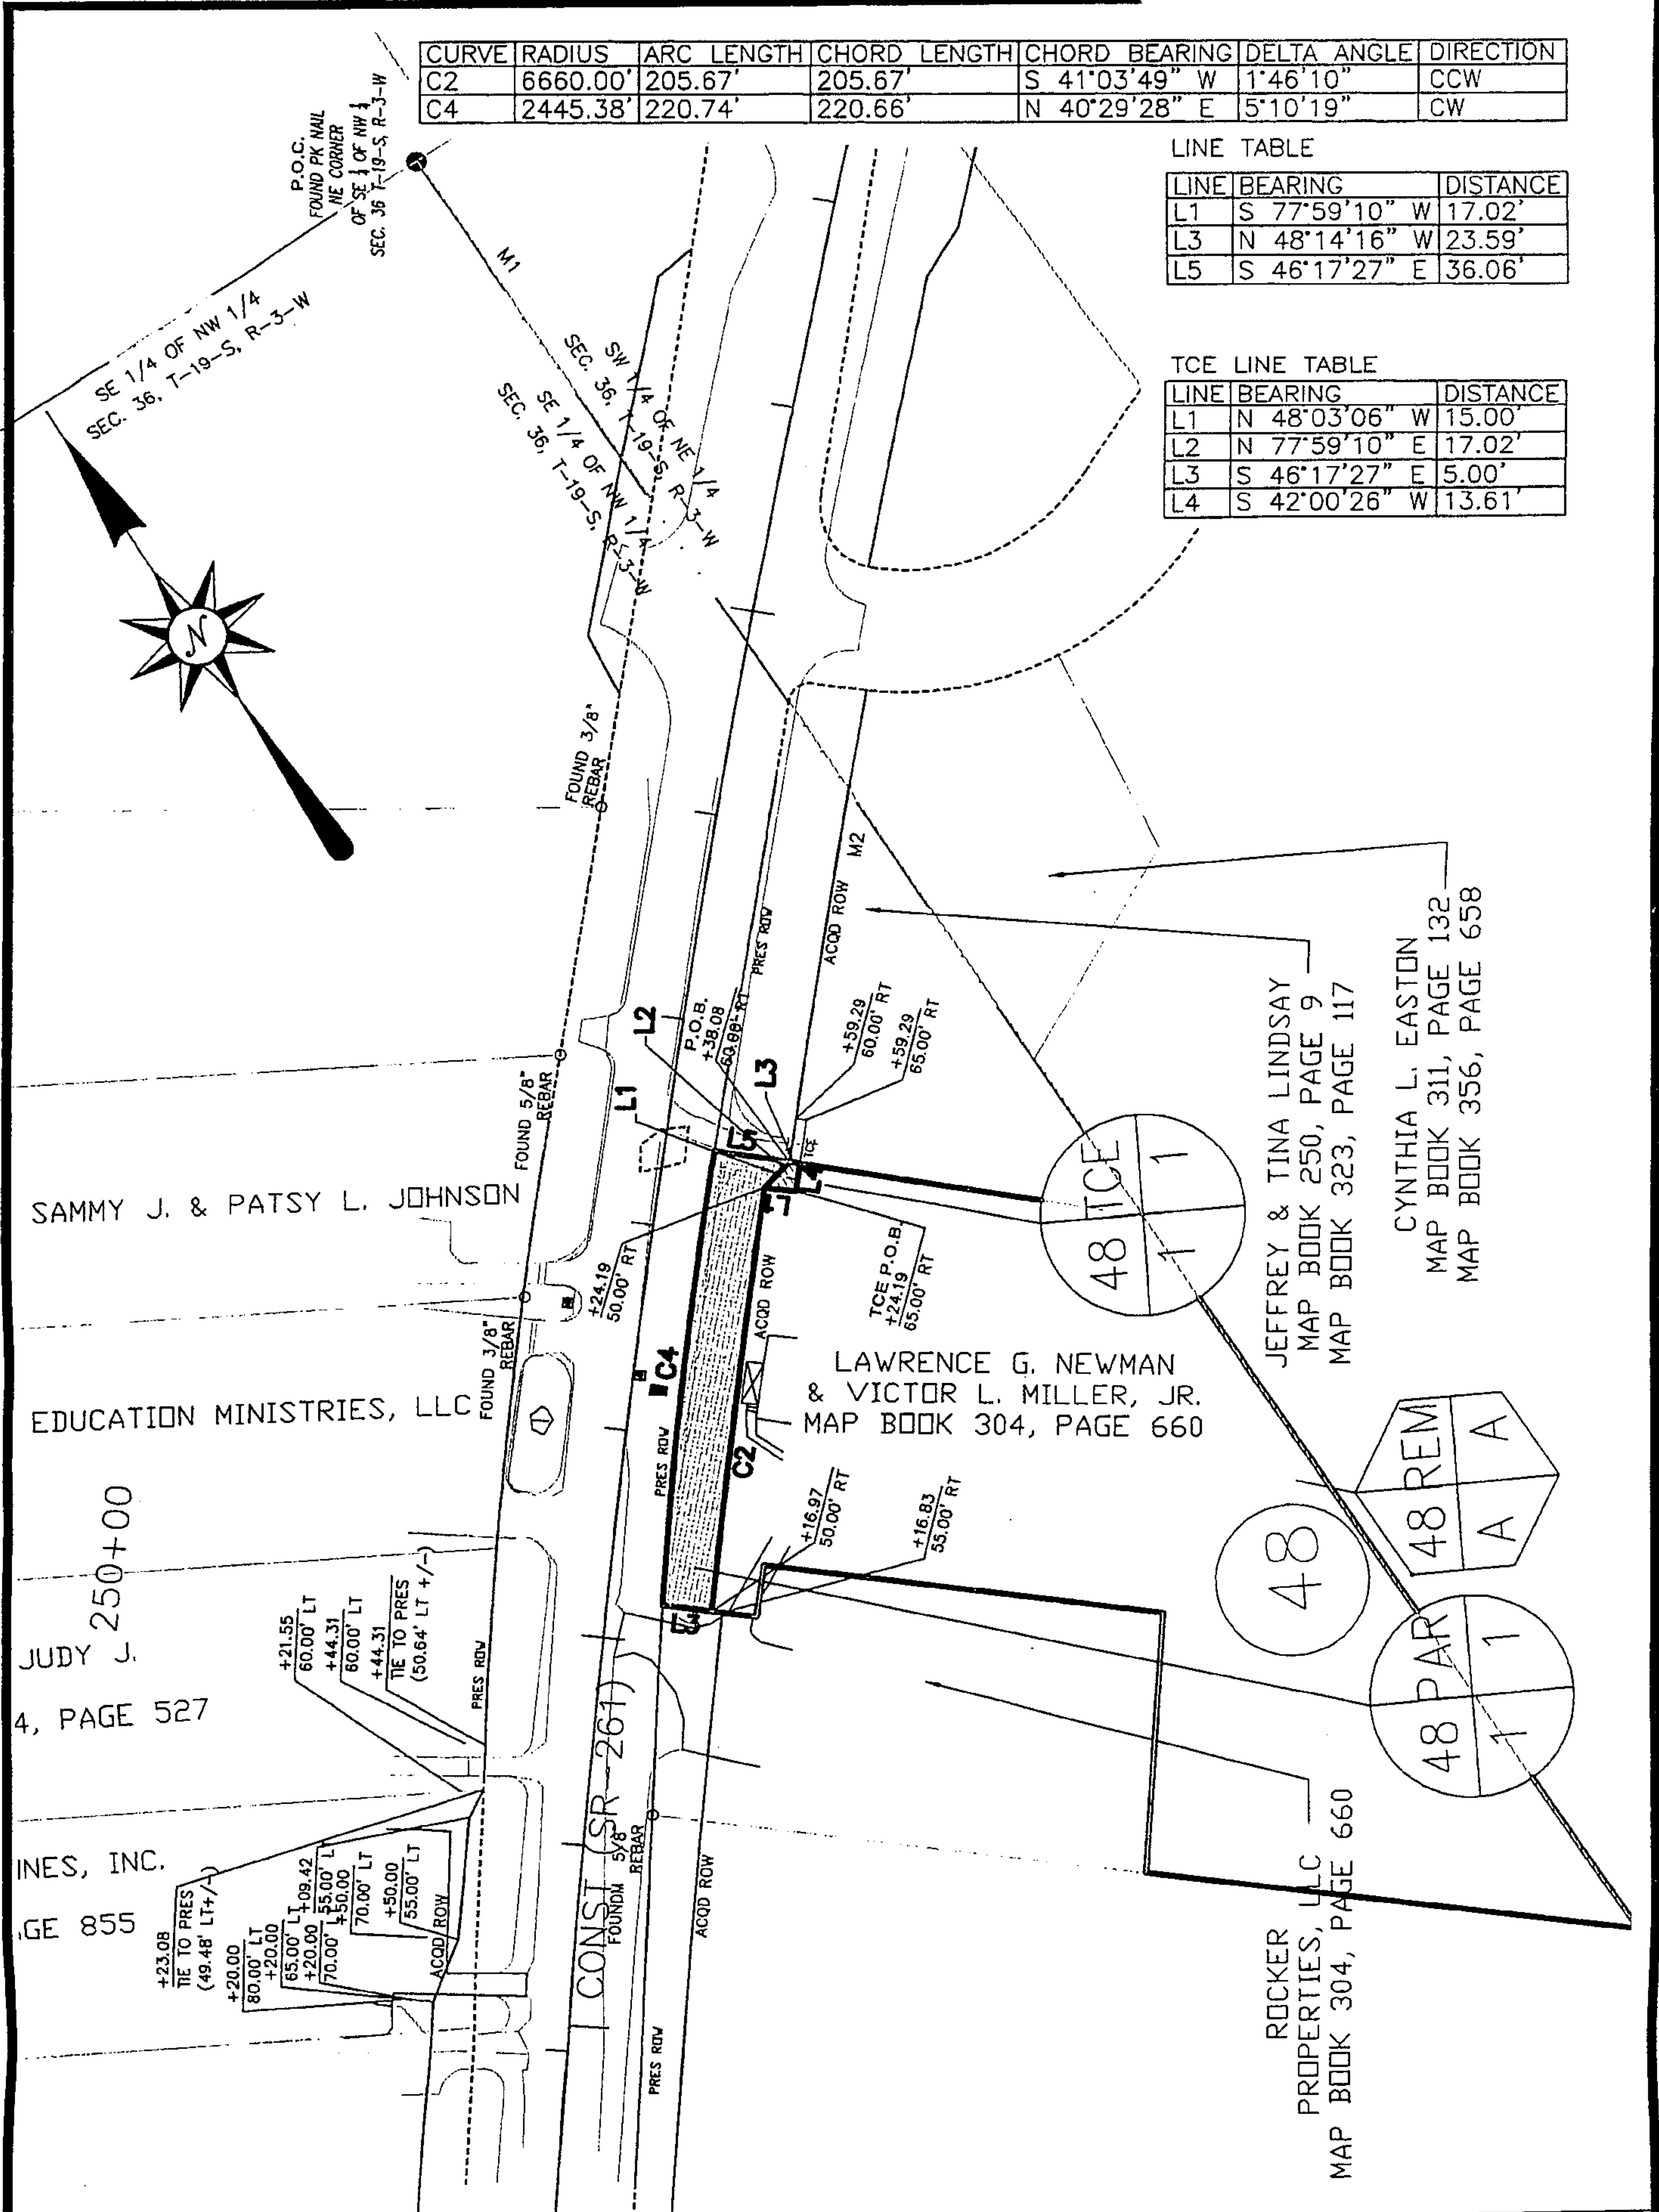 CURVE RADIUS ARC LENGTH CHORD LENGTH CHORD BEARING DELTA ANGLE DIRECTION
C2 6660.00' 205.67' 205.67' S 41°03'49" W 1°46'10" CCW
C4 2445.38' 220.74' 220.66' N 40°29'28" E 5°10'19" CW
LINE TABLE
LINE BEARING DISTANCE
L1 S 77°59'10" W 17.02'
L3 N 48°14'16" W 23.59'
L5 S 46°17'27" E 36.06'
TCE LINE TABLE
LINE BEARING DISTANCE
L1 N 48°03'06" W 15.00'
L2 N 77°59'10" E 17.02'
L3 S 46°17'27" E 5.00'
L4 S 42°00'26" W 13.61'
P.O.C.
FOUND PK NAIL
NE CORNER
OF SE ¼ OF NW ¼
SEC. 36 T-19-S, R-3-W
M1
SE 1/4 OF NW 1/4
SEC. 36, T-19-S, R-3-W
SW 1/4 OF NE 1/4
SEC. 36, T-19-S, R-3-W
SE 1/4 OF NW 1/4
SEC. 36, T-19-S, R-3-W
N
FOUND 3/8"
REBAR
M2
ACQD ROW
PRES ROW
L2
P.O.B.
+38.08
60.00' RT
L3
+59.29
60.00' RT
+59.29
65.00' RT
L1
L5
TCE
L4
L1
FOUND 5/8"
REBAR
SAMMY J. & PATSY L. JOHNSON
+24.19
50.00' RT
TCE P.O.B.
+24.19
65.00' RT
ACQD ROW
48 TCE
1 1
JEFFREY & TINA LINDSAY
MAP BOOK 250, PAGE 9
MAP BOOK 323, PAGE 117
CYNTHIA L. EASTON
MAP BOOK 311, PAGE 132
MAP BOOK 356, PAGE 658
FOUND 3/8"
REBAR
EDUCATION MINISTRIES, LLC
C4
PRES ROW
C2
LAWRENCE G. NEWMAN
& VICTOR L. MILLER, JR.
MAP BOOK 304, PAGE 660
+16.97
50.00' RT
+16.83
55.00' RT
L3
48
48 REM
A A
48 PAR
1 1
250+00
JUDY J.
4, PAGE 527
+21.55
60.00' LT
+44.31
60.00' LT
+44.31
TIE TO PRES
(50.64' LT +/-)
PRES ROW
INES, INC.
GE 855
+23.08
TIE TO PRES
(49.48' LT+/-)
+20.00
80.00' LT
+20.00
65.00' LT
+20.00
70.00' L
+09.42
55.00' L
+50.00
70.00' LT
+50.00
55.00' LT
ACQD ROW
CONST (SR-261)
5/8"
REBAR
ACQD ROW
PRES ROW
ROCKER
PROPERTIES, LLC
MAP BOOK 304, PAGE 660